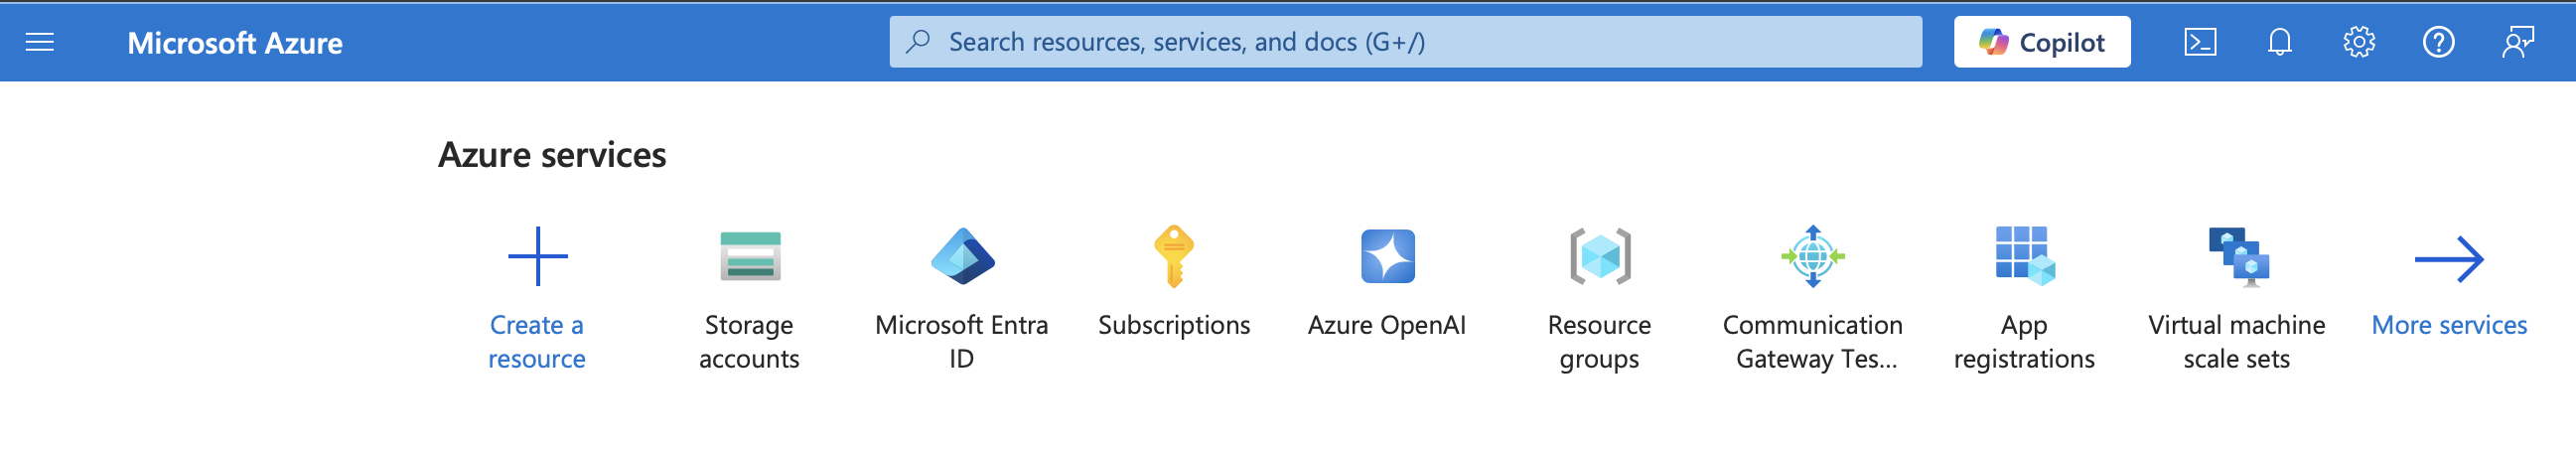 Microsoft Azure
Search resources, services, and docs (G+/)
Copilot
Azure services
Create a
resource
Storage
accounts
Microsoft Entra
ID
Subscriptions
Azure OpenAI
Resource
groups
Communication
Gateway Tes...
App
registrations
Virtual machine
scale sets
More services